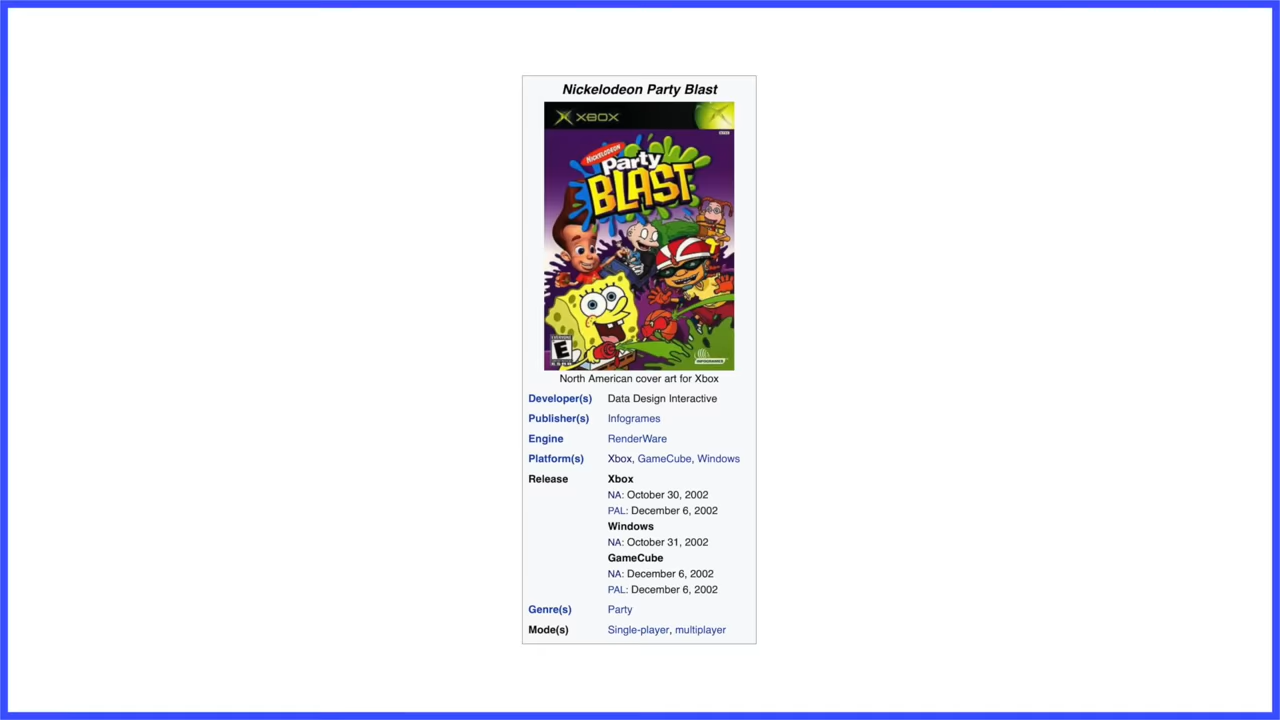 Nickelodeon Party Blast
XBOX
NICKELODEON
Party
BLAST
EVERYONE
E
North American cover art for Xbox
Developer(s) Data Design Interactive
Publisher(s) Infogrames
Engine RenderWare
Platform(s) Xbox, GameCube, Windows
Release Xbox
NA: October 30, 2002
PAL: December 6, 2002
Windows
NA: October 31, 2002
GameCube
NA: December 6, 2002
PAL: December 6, 2002
Genre(s) Party
Mode(s) Single-player, multiplayer